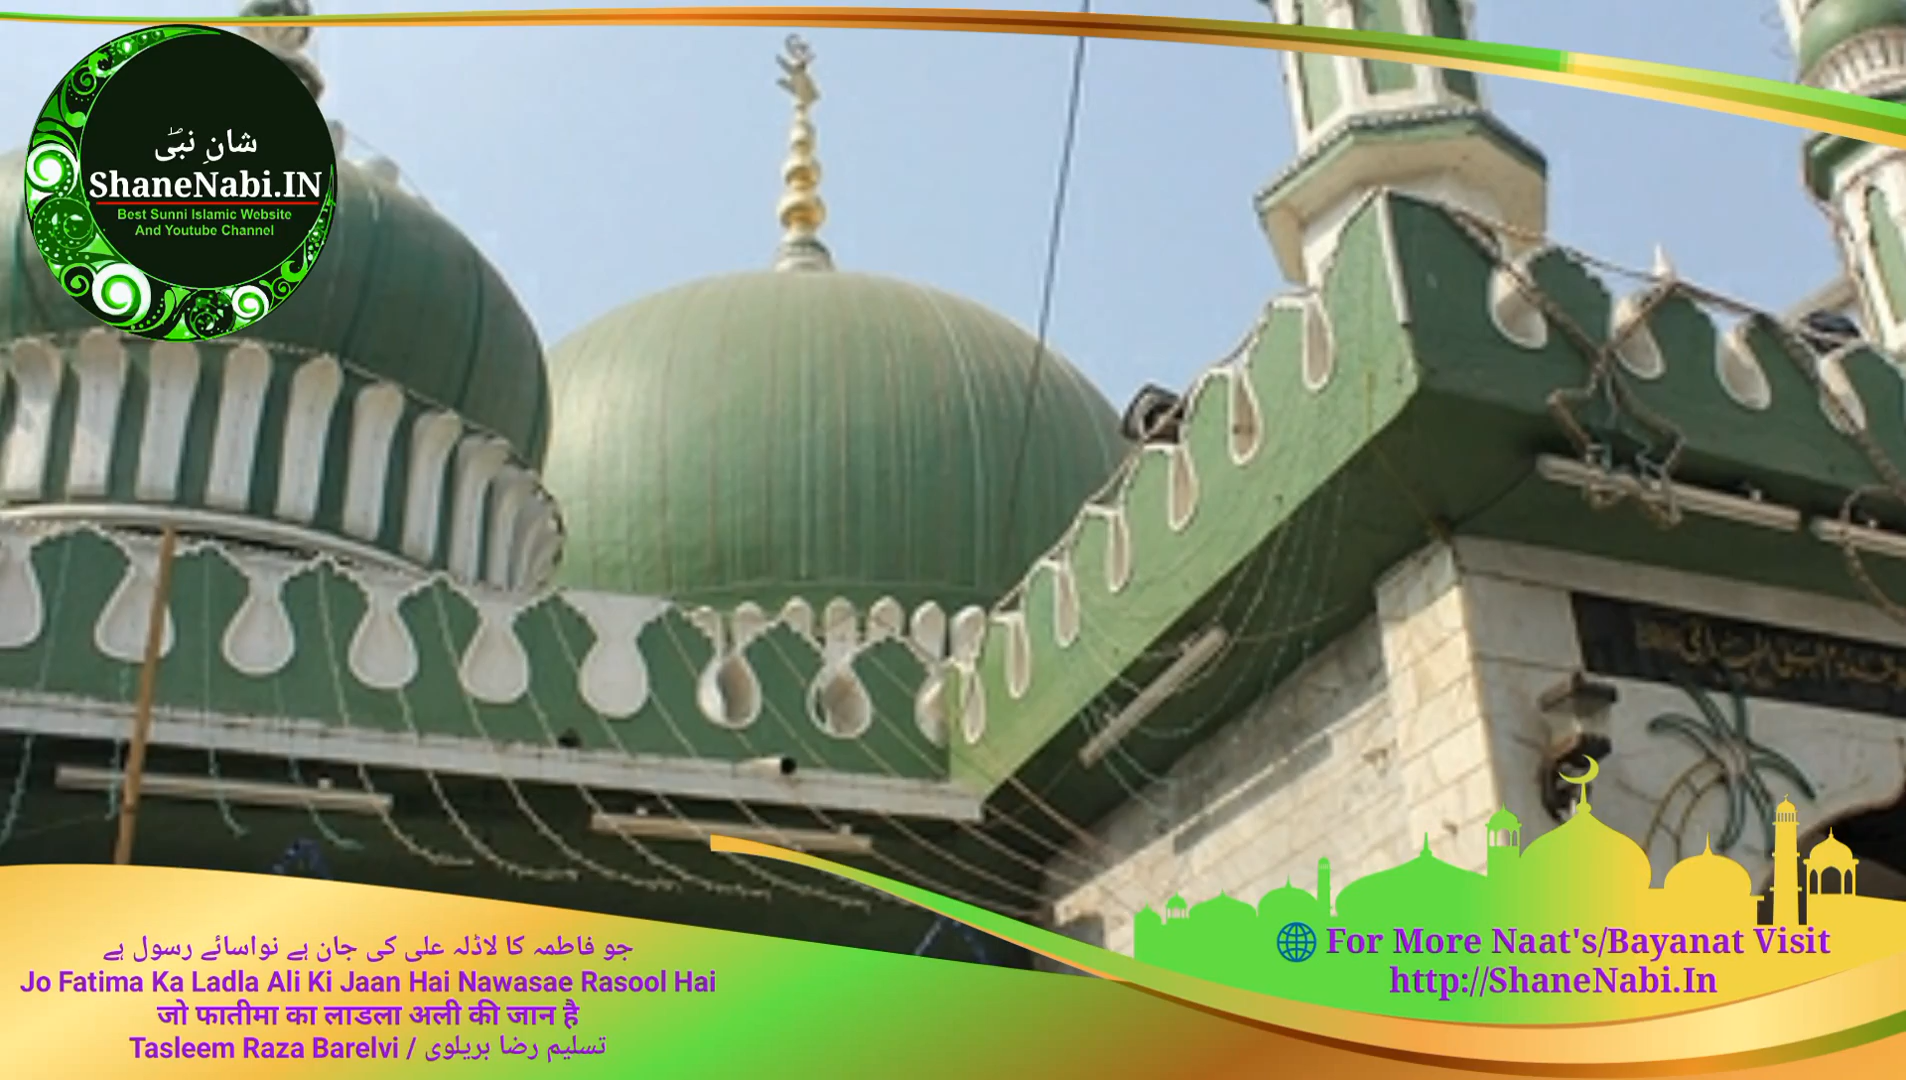 شانِ نبیؐ
ShaneNabi.IN
Best Sunni Islamic Website
And Youtube Channel
جو فاطمہ کا لاڈلہ علی کی جان ہے نواسائے رسول ہے
Jo Fatima Ka Ladla Ali Ki Jaan Hai Nawasae Rasool Hai
जो फातीमा का लाडला अली की जान है
Tasleem Raza Barelvi / تسلیم رضا بریلوی
For More Naat's/Bayanat Visit
http://ShaneNabi.In